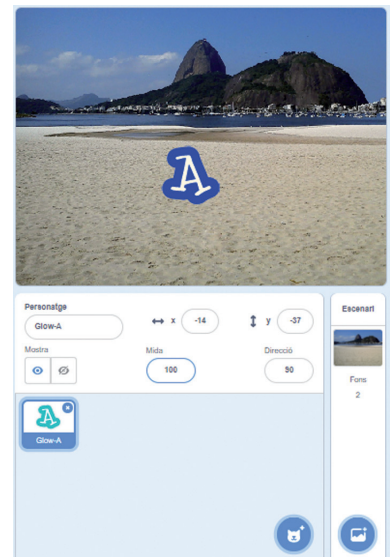 A
Personatge
Escenari
Glow-A
x
-14
y
-37
Mostra
Mida
Direcció
100
90
Fons
2
A
Glow-A